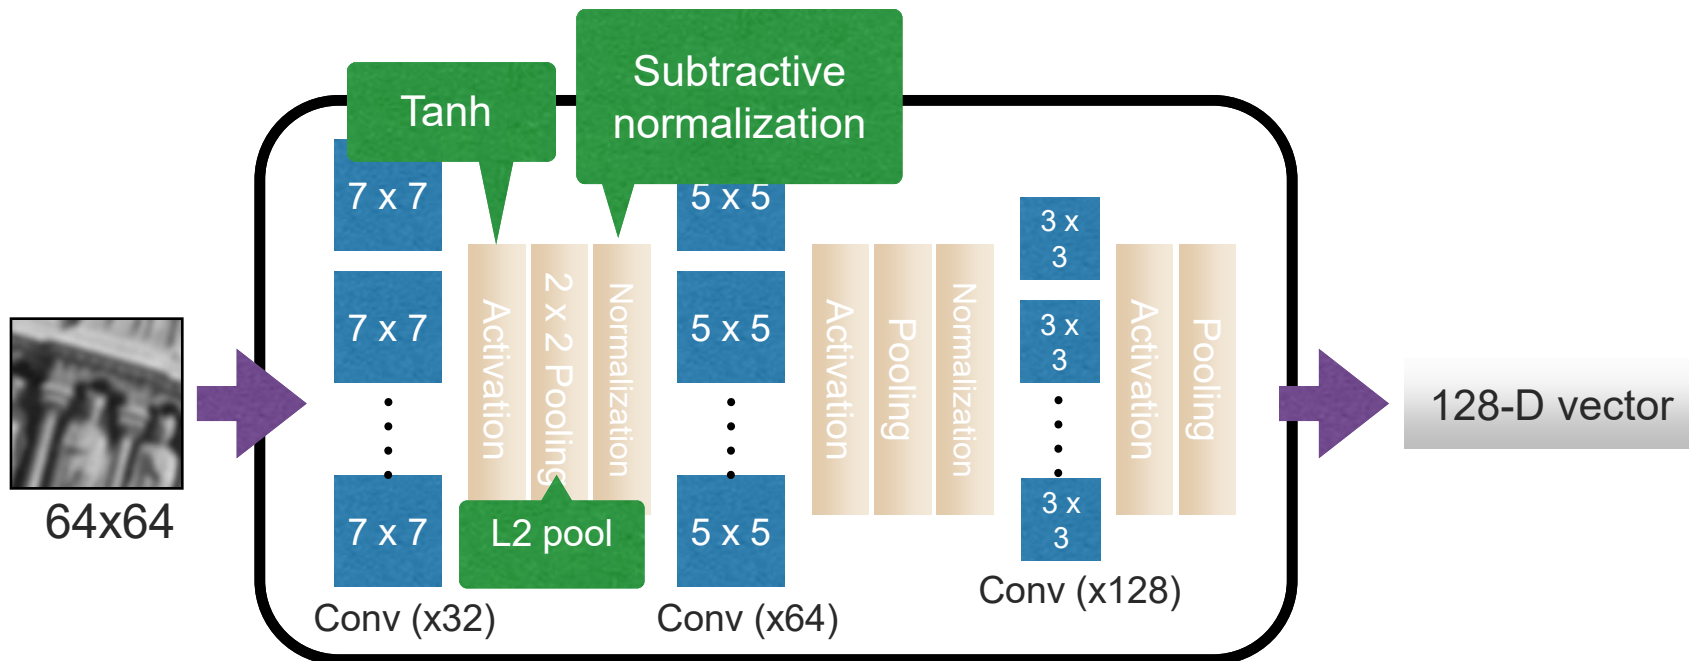 Tanh
Subtractive
normalization
7 x 7
7 x 7
7 x 7
Conv (x32)
Activation
2 x 2 Pooling
Normalization
L2 pool
5 x 5
5 x 5
5 x 5
Conv (x64)
Activation
Pooling
Normalization
3 x
3
3 x
3
3 x
3
Conv (x128)
Activation
Pooling
64x64
128-D vector